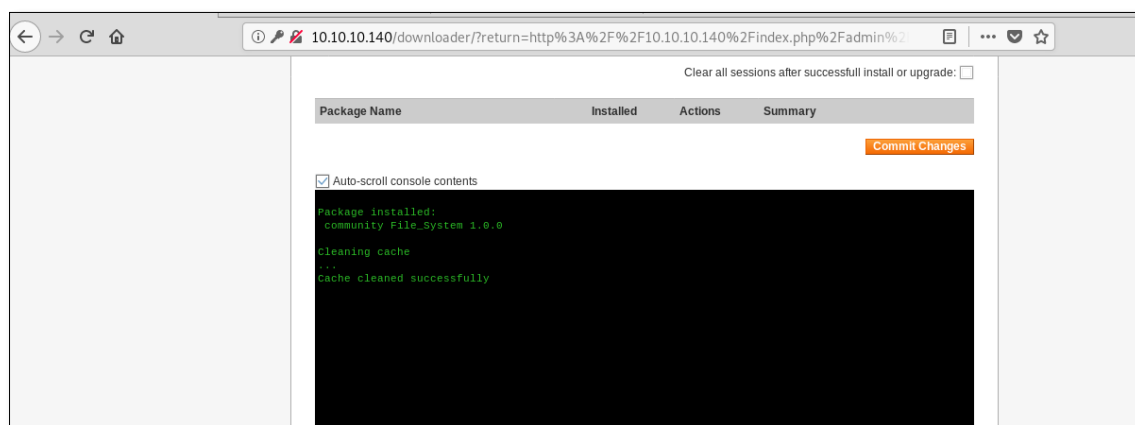 10.10.10.140/downloader/?return=http%3A%2F%2F10.10.10.140%2Findex.php%2Fadmin%2
Clear all sessions after successfull install or upgrade:
Package Name Installed Actions Summary
Commit Changes
Auto-scroll console contents
Package installed:
community File_System 1.0.0
Cleaning cache
...
Cache cleaned successfully